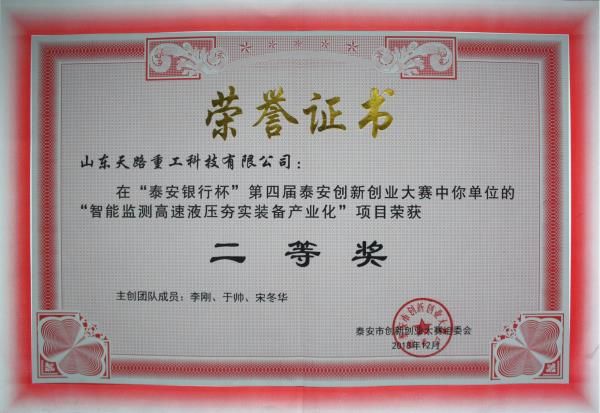 荣誉证书
山东天路重工科技有限公司：
在“泰安银行杯”第四届泰安创新创业大赛中你单位的
“智能监测高速液压夯实装备产业化”项目荣获
二等奖
主创团队成员：李刚、于帅、宋冬华
泰安市创新创业大赛组委会
2018年12月